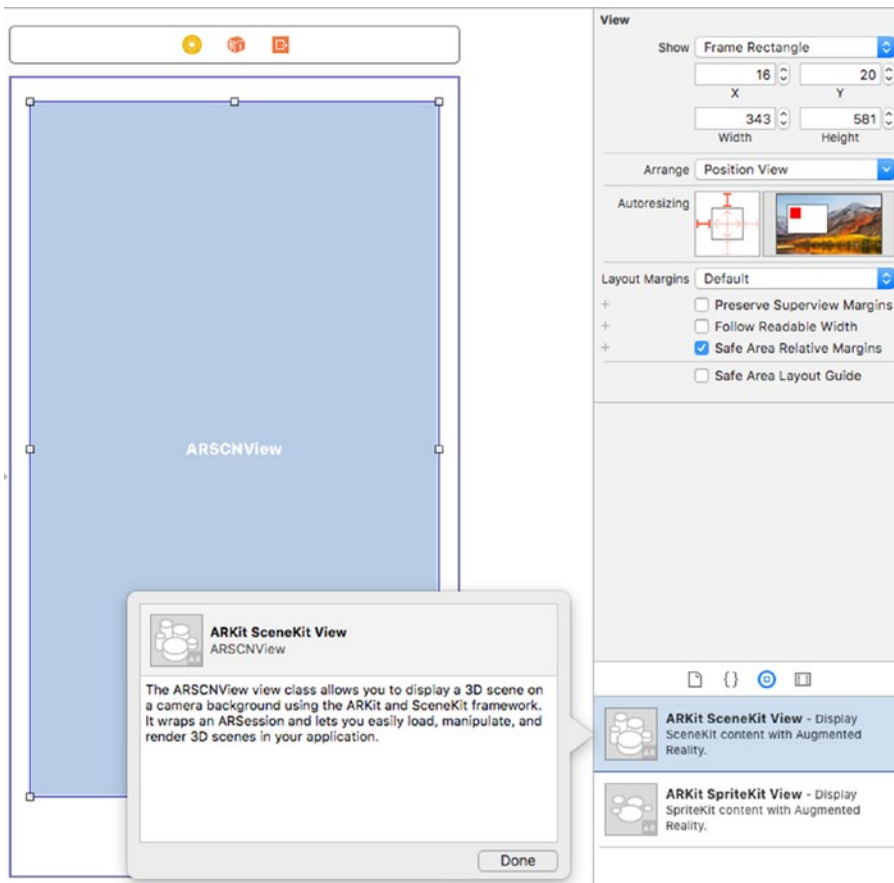 View
Show Frame Rectangle
16 20
X Y
343 581
Width Height
Arrange Position View
Autoresizing
Layout Margins Default
Preserve Superview Margins
Follow Readable Width
Safe Area Relative Margins
Safe Area Layout Guide
ARSCNView
ARKit SceneKit View
ARSCNView
The ARSCNView view class allows you to display a 3D scene on
a camera background using the ARKit and SceneKit framework.
It wraps an ARSession and lets you easily load, manipulate, and
render 3D scenes in your application.
Done
{}
ARKit SceneKit View - Display
SceneKit content with Augmented
Reality.
AR
ARKit SpriteKit View - Display
SpriteKit content with Augmented
Reality.
AR